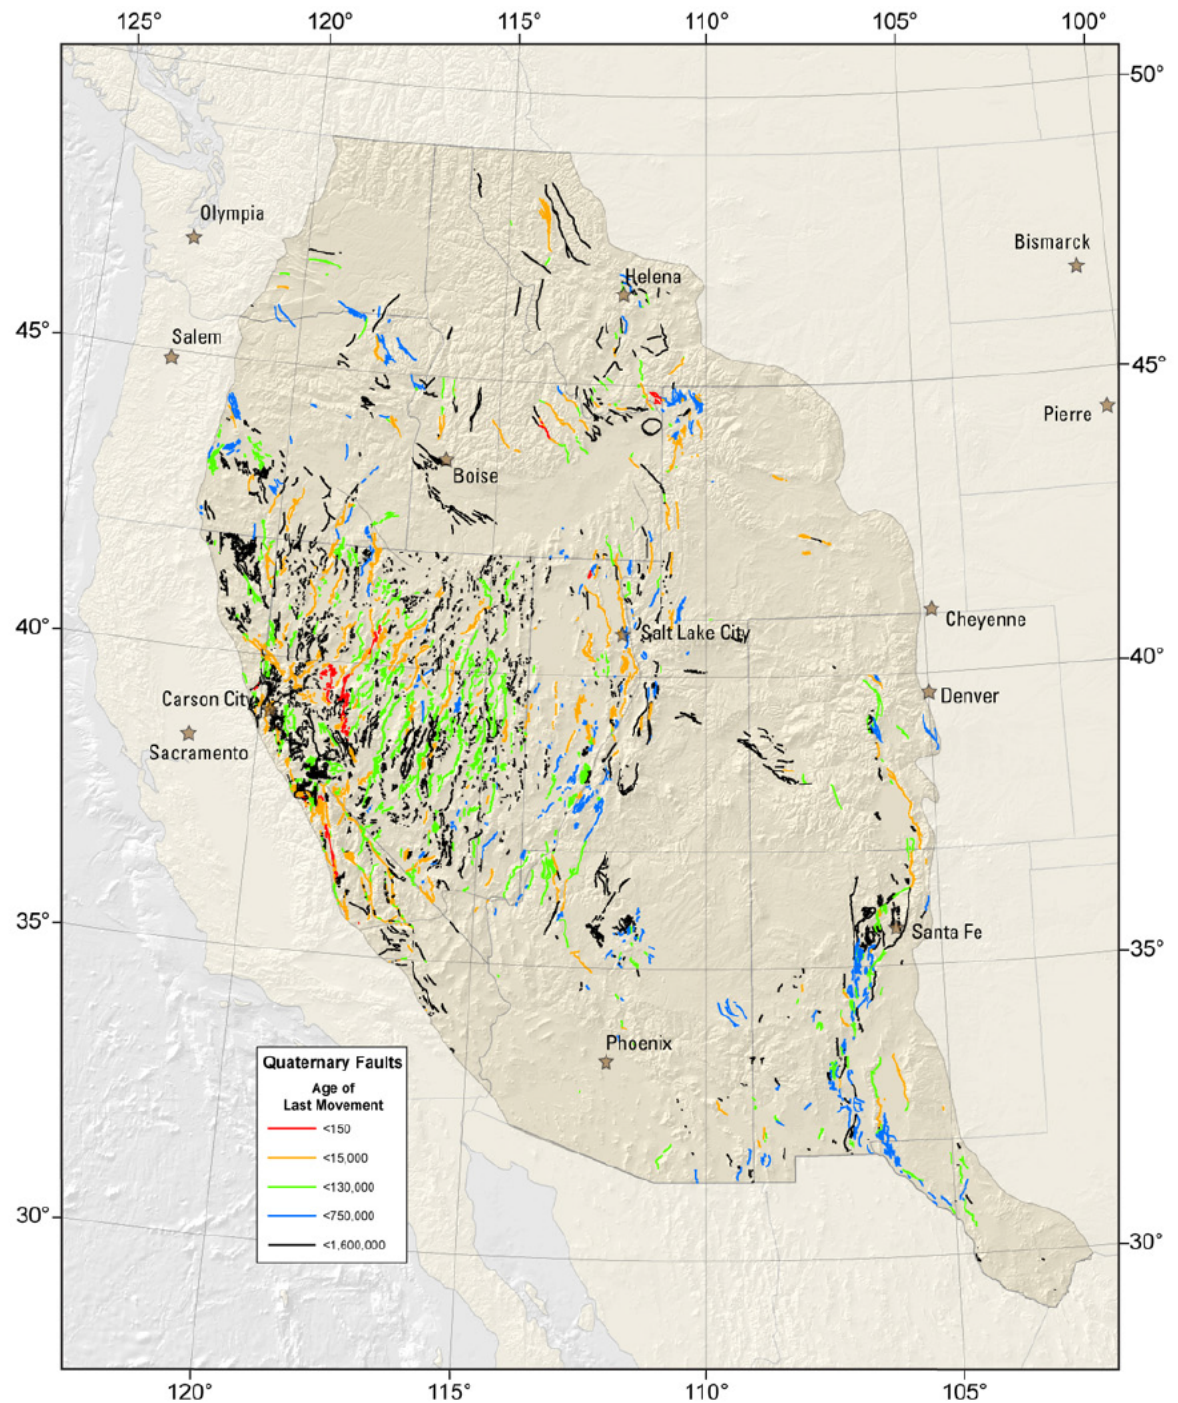 125° 120° 115° 110° 105° 100°
50°
Olympia
Bismarck
Helena
45°
Salem
45°
Pierre
Boise
Cheyenne
40°
Salt Lake City
40°
Carson City
Denver
Sacramento
35°
Santa Fe
35°
Phoenix
Quaternary Faults
Age of
Last Movement
<150
<15,000
<130,000
<750,000
<1,600,000
30°
30°
120° 115° 110° 105°